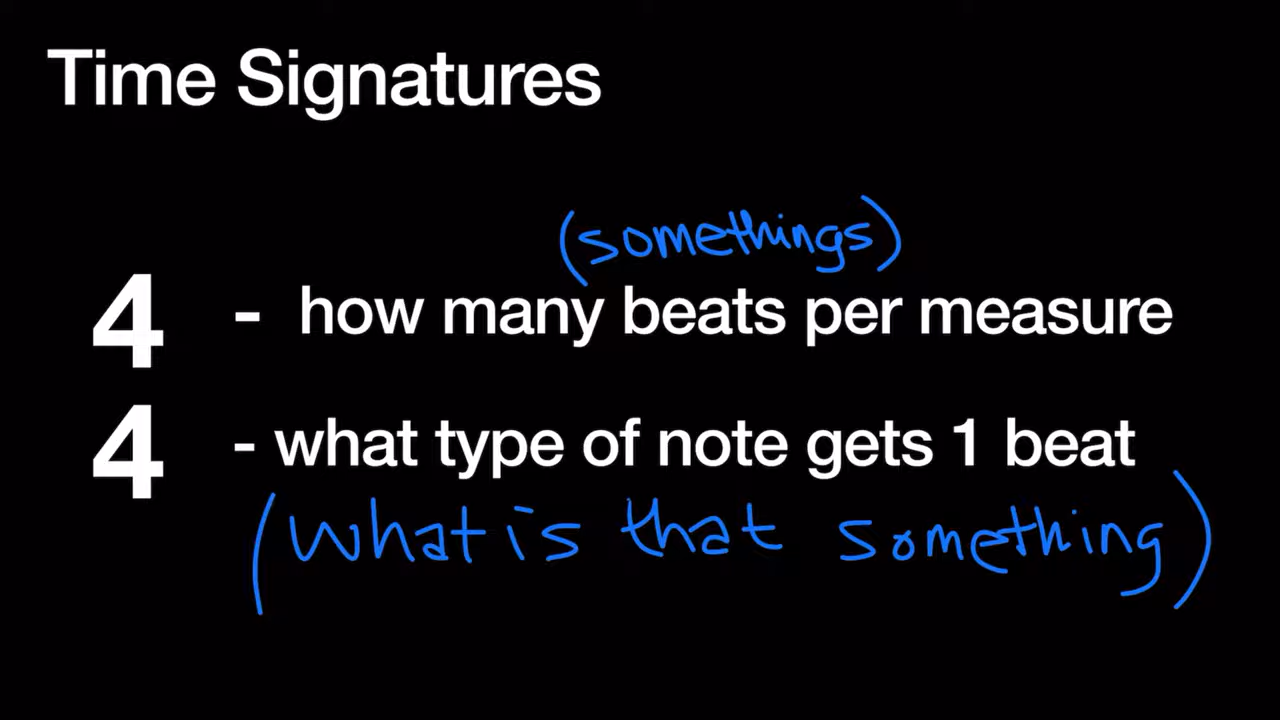 Time Signatures
(somethings)
4 - how many beats per measure
4 - what type of note gets 1 beat
(what is that something)